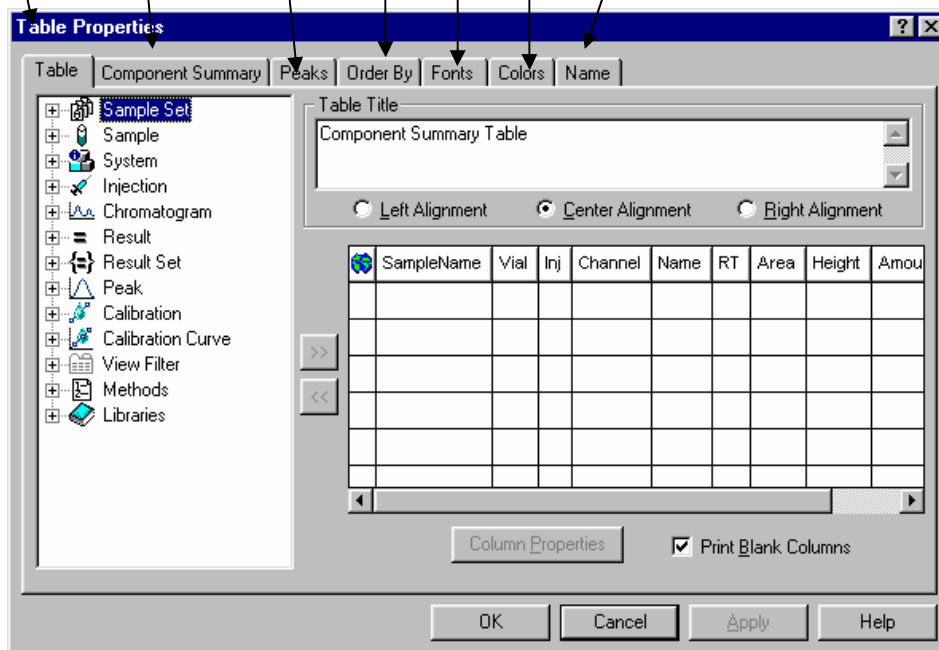 Table Properties
Table Component Summary Peaks Order By Fonts Colors Name
Sample Set
Sample
System
Injection
Chromatogram
Result
Result Set
Peak
Calibration
Calibration Curve
View Filter
Methods
Libraries
Table Title
Component Summary Table
Left Alignment Center Alignment Right Alignment
SampleName Vial Inj Channel Name RT Area Height Amou
>>
<<
Column Properties Print Blank Columns
OK Cancel Apply Help